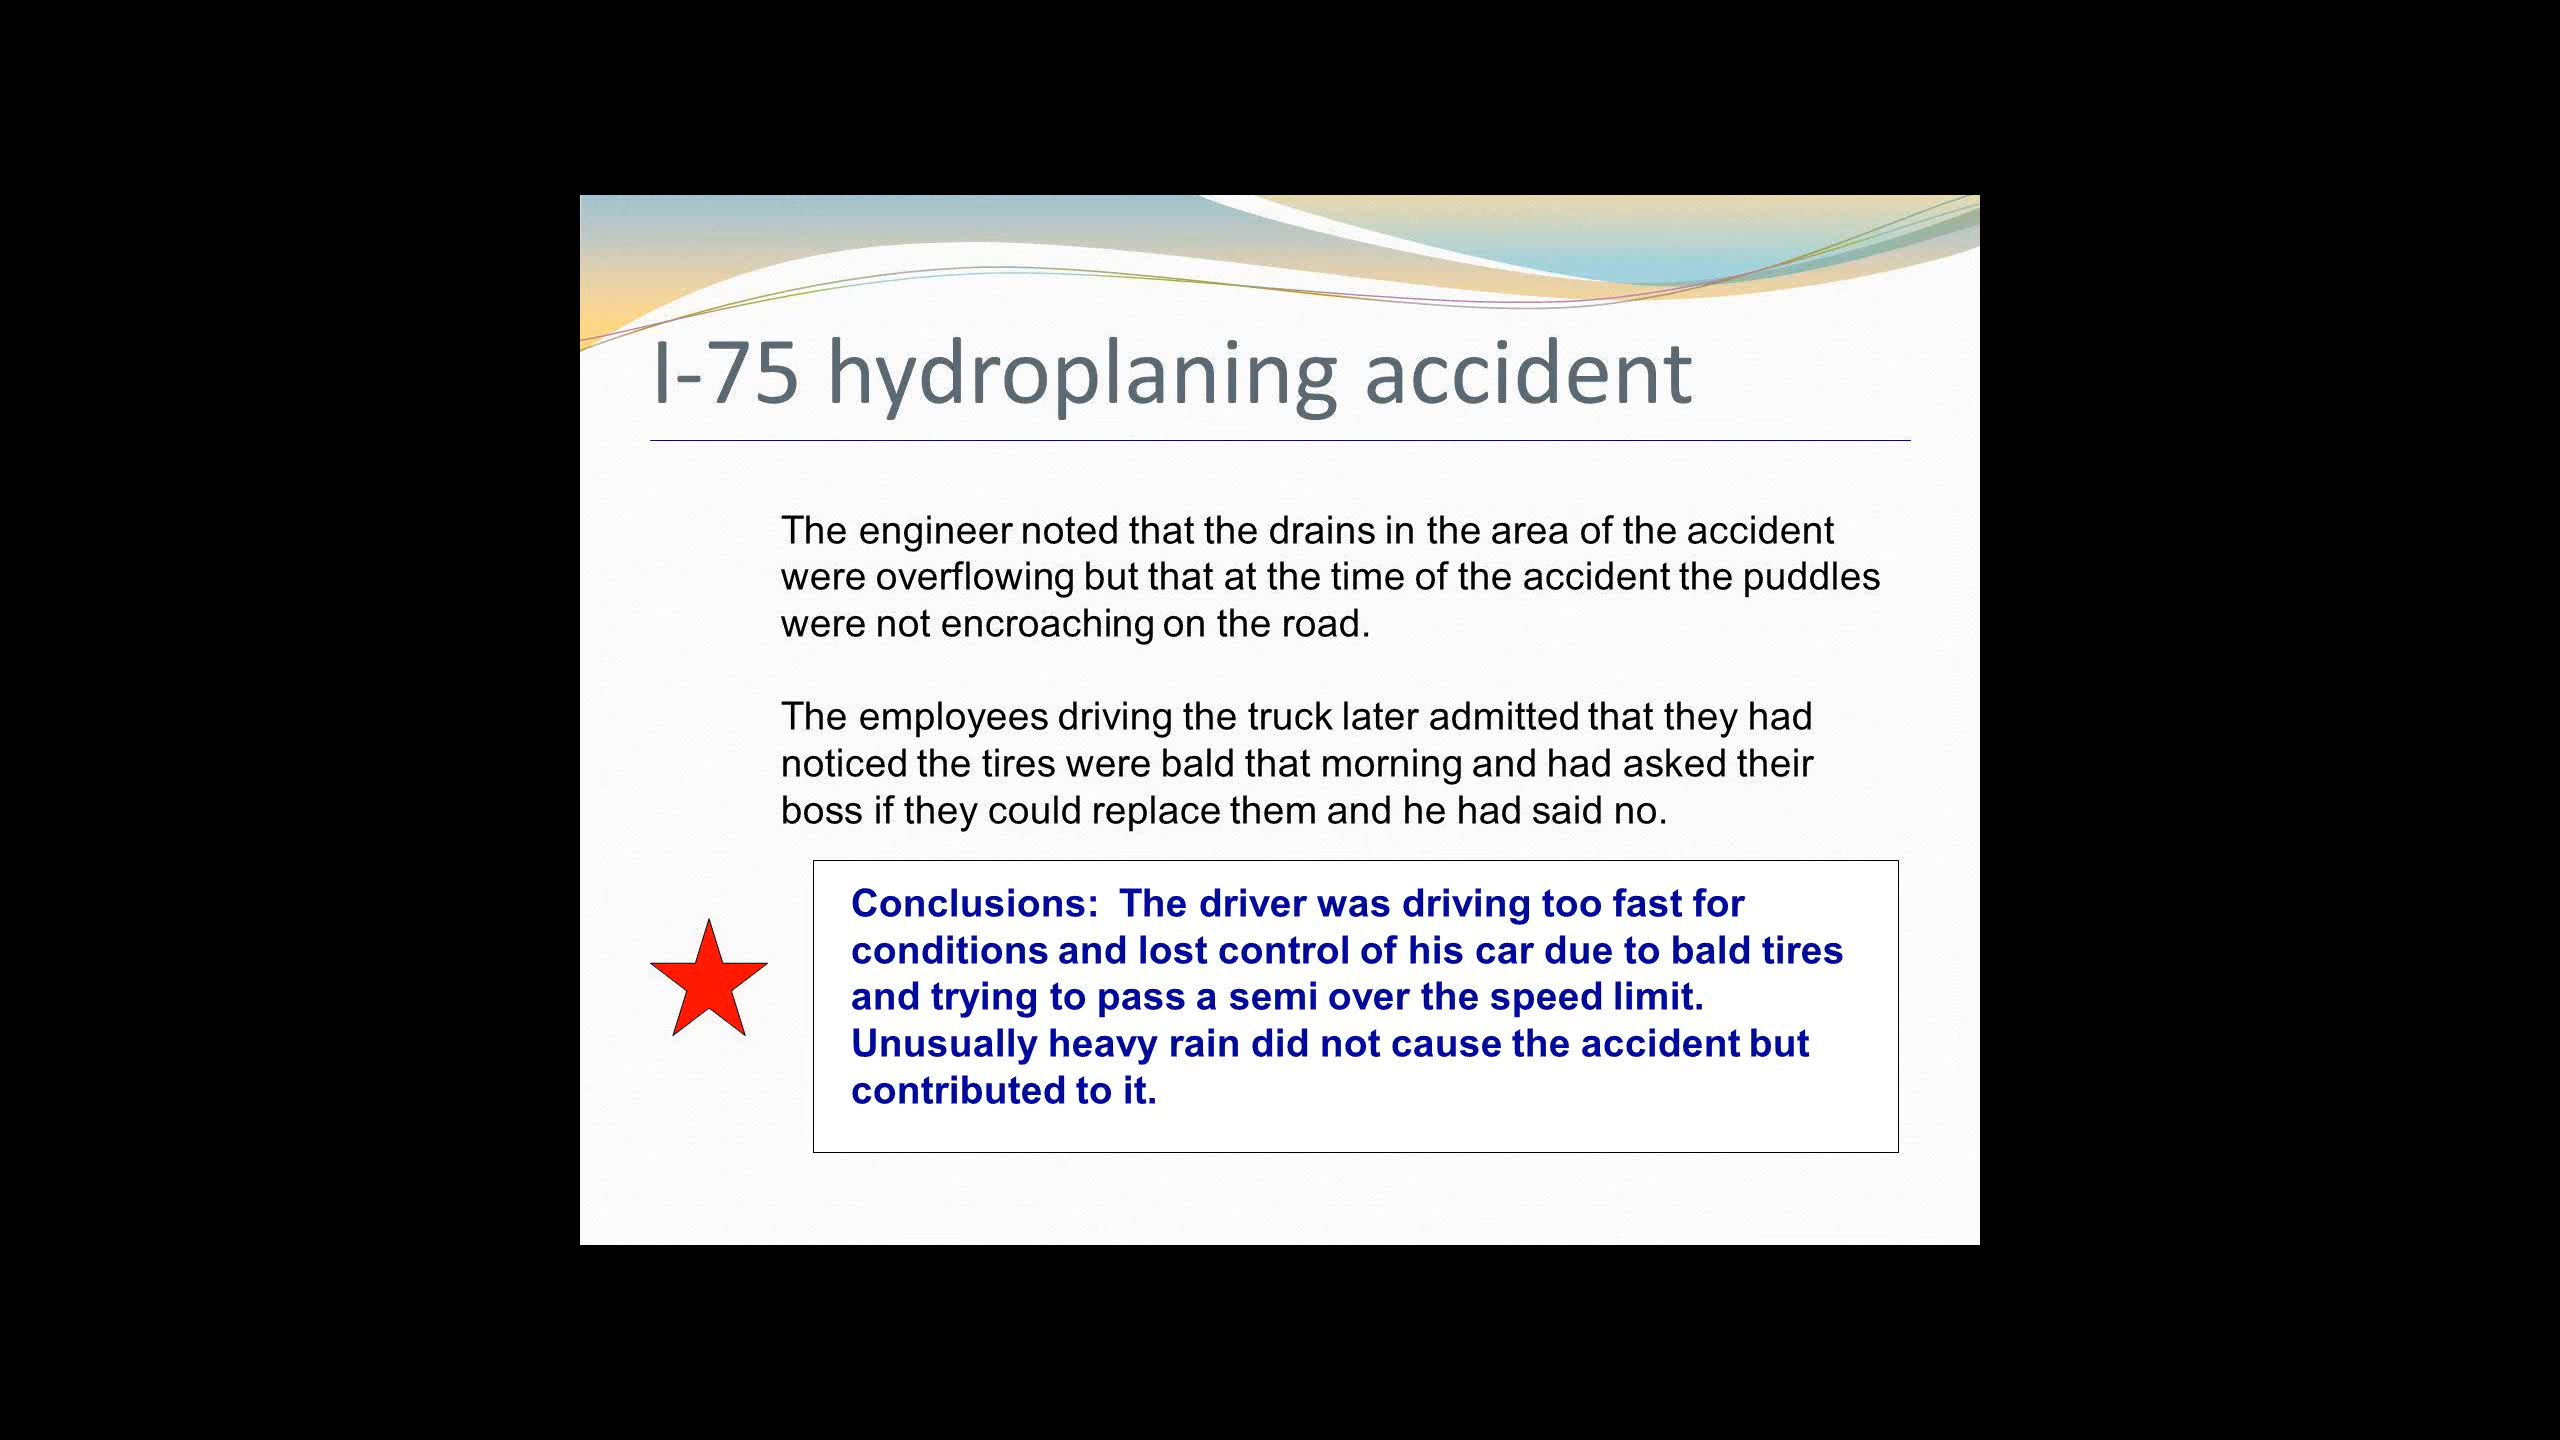 I-75 hydroplaning accident
The engineer noted that the drains in the area of the accident
were overflowing but that at the time of the accident the puddles
were not encroaching on the road.
The employees driving the truck later admitted that they had
noticed the tires were bald that morning and had asked their
boss if they could replace them and he had said no.
Conclusions:  The driver was driving too fast for
conditions and lost control of his car due to bald tires
and trying to pass a semi over the speed limit.
Unusually heavy rain did not cause the accident but
contributed to it.